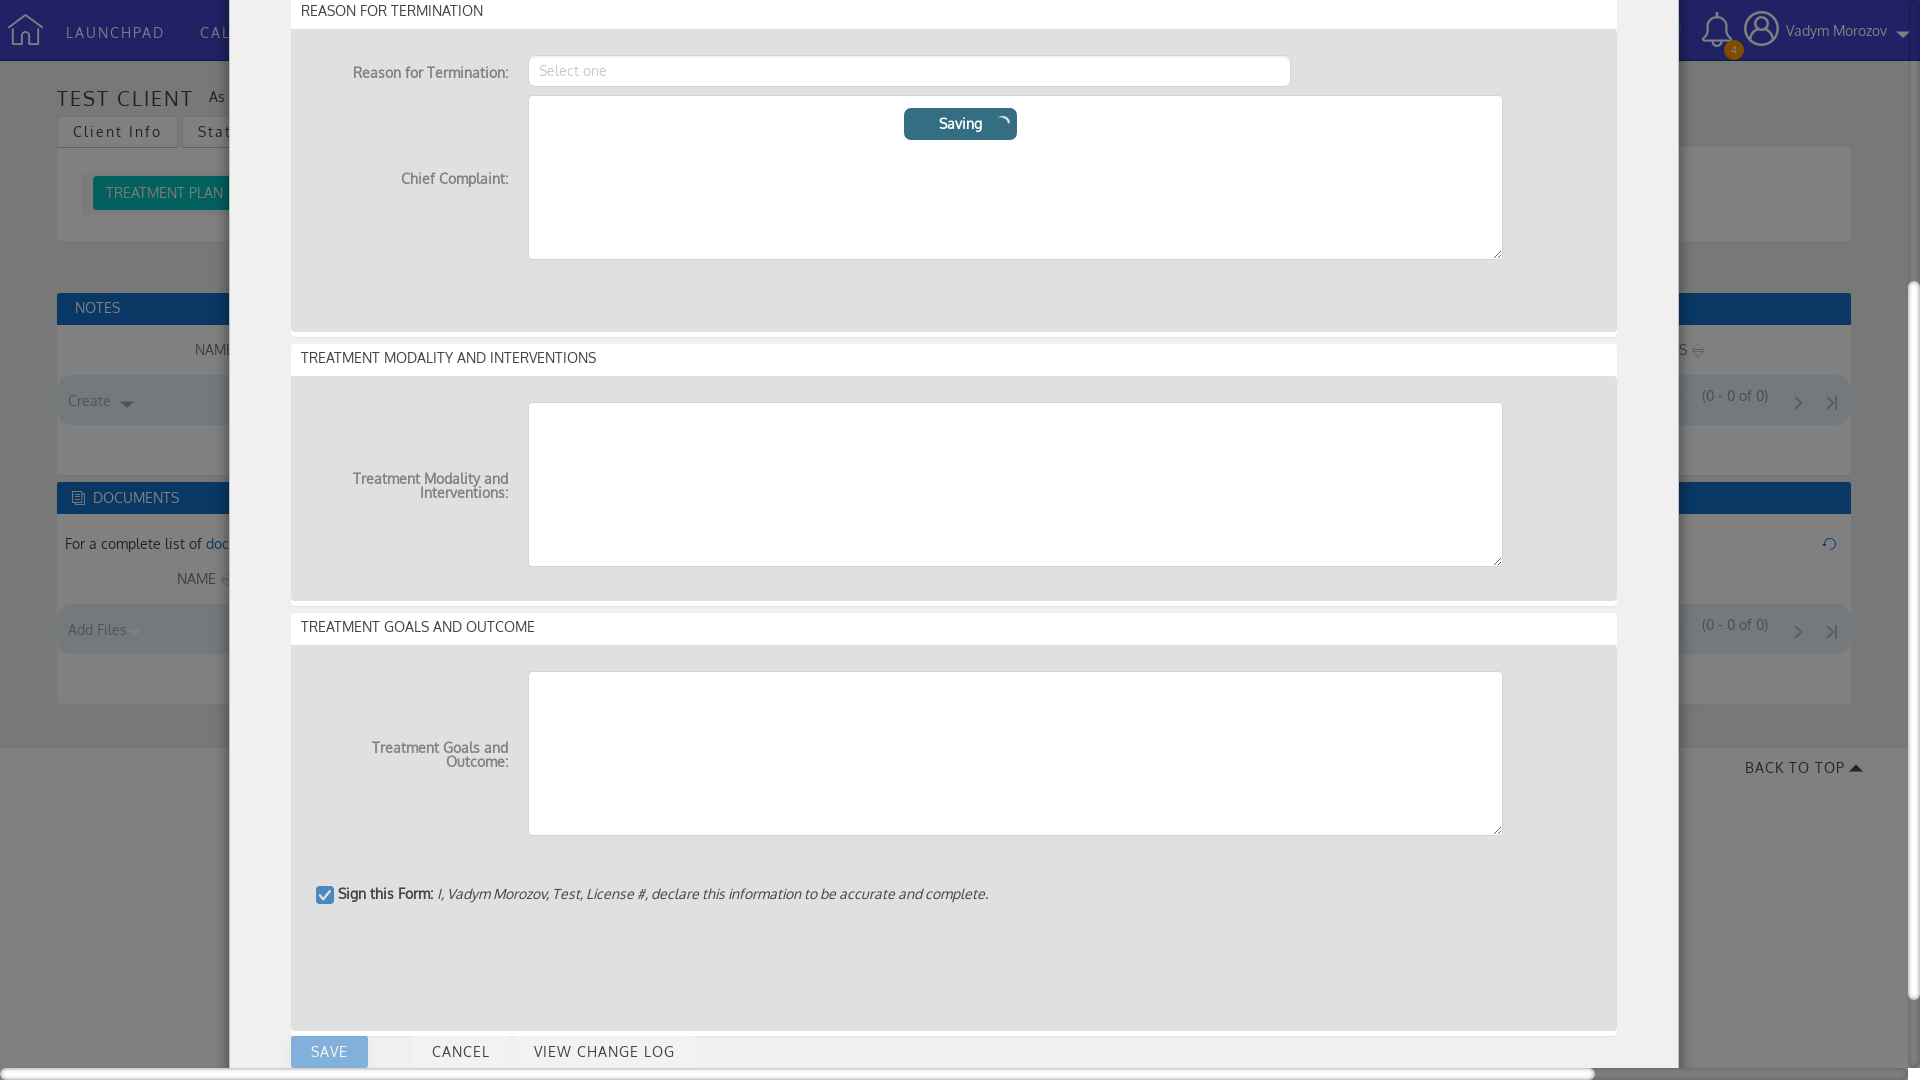 REASON FOR TERMINATION
LAUNCHPAD
CAL
4
Vadym Morozov
Reason for Termination:
Select one
TEST CLIENT
As
Saving
Client Info
Stat
Chief Complaint:
TREATMENT PLAN
NOTES
NAME
S
TREATMENT MODALITY AND INTERVENTIONS
Create
(0 - 0 of 0)
Treatment Modality and
Interventions:
DOCUMENTS
For a complete list of doc
NAME
TREATMENT GOALS AND OUTCOME
Add Files
(0 - 0 of 0)
Treatment Goals and
Outcome:
BACK TO TOP
Sign this Form: I, Vadym Morozov, Test, License #, declare this information to be accurate and complete.
SAVE
CANCEL
VIEW CHANGE LOG